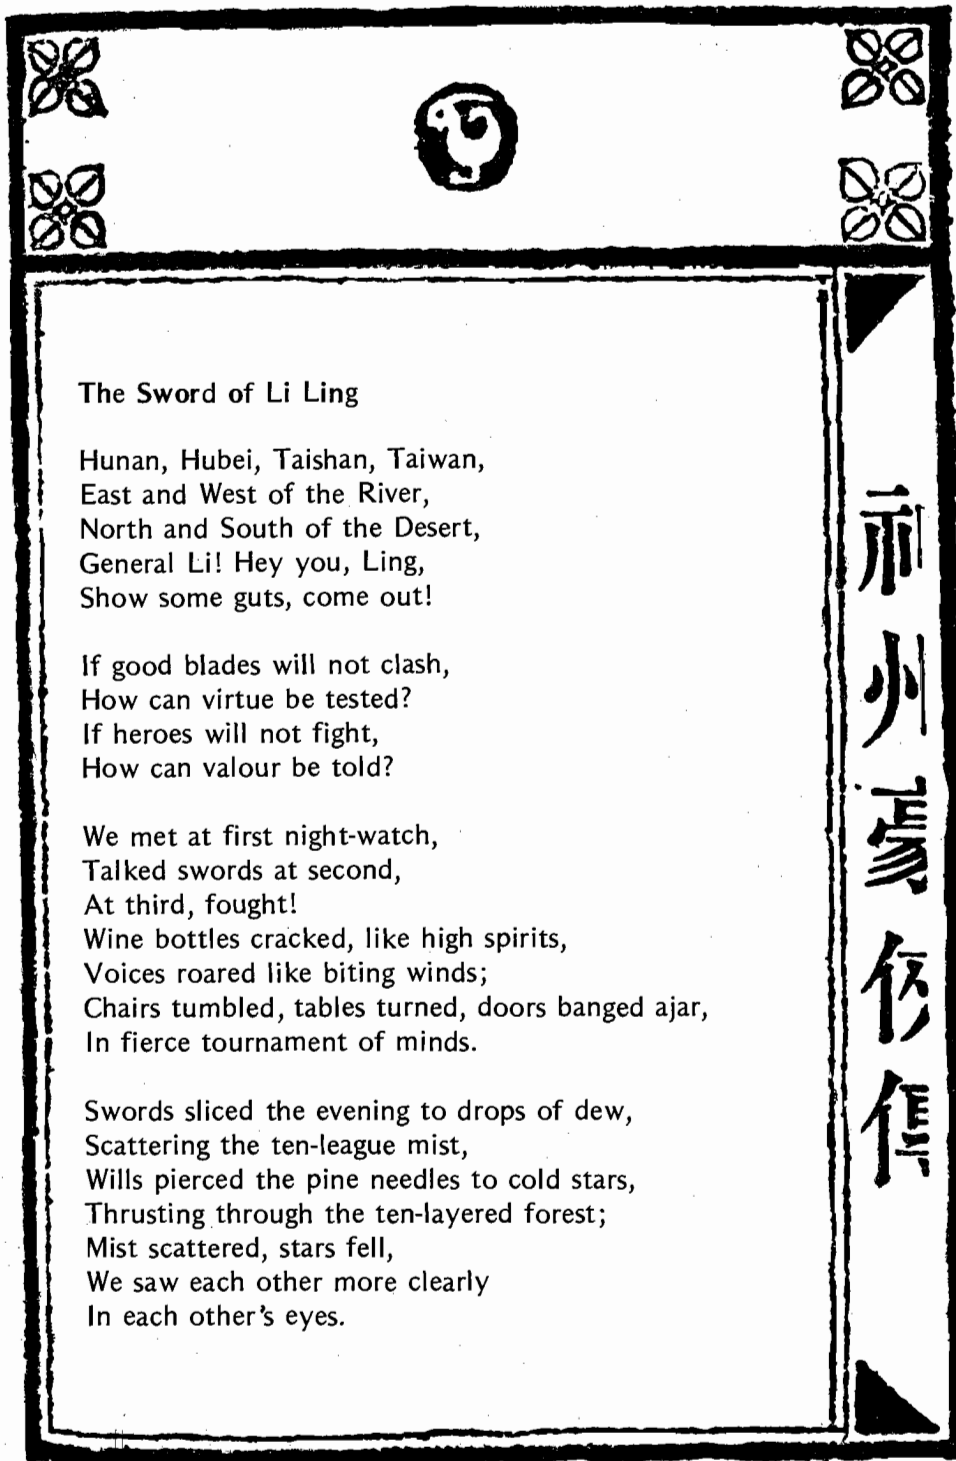 The Sword of Li Ling
Hunan, Hubei, Taishan, Taiwan,
East and West of the River,
North and South of the Desert,
General Li! Hey you, Ling,
Show some guts, come out!
If good blades will not clash,
How can virtue be tested?
If heroes will not fight,
How can valour be told?
We met at first night-watch,
Talked swords at second,
At third, fought!
Wine bottles cracked, like high spirits,
Voices roared like biting winds;
Chairs tumbled, tables turned, doors banged ajar,
In fierce tournament of minds.
Swords sliced the evening to drops of dew,
Scattering the ten-league mist,
Wills pierced the pine needles to cold stars,
Thrusting through the ten-layered forest;
Mist scattered, stars fell,
We saw each other more clearly
In each other's eyes.